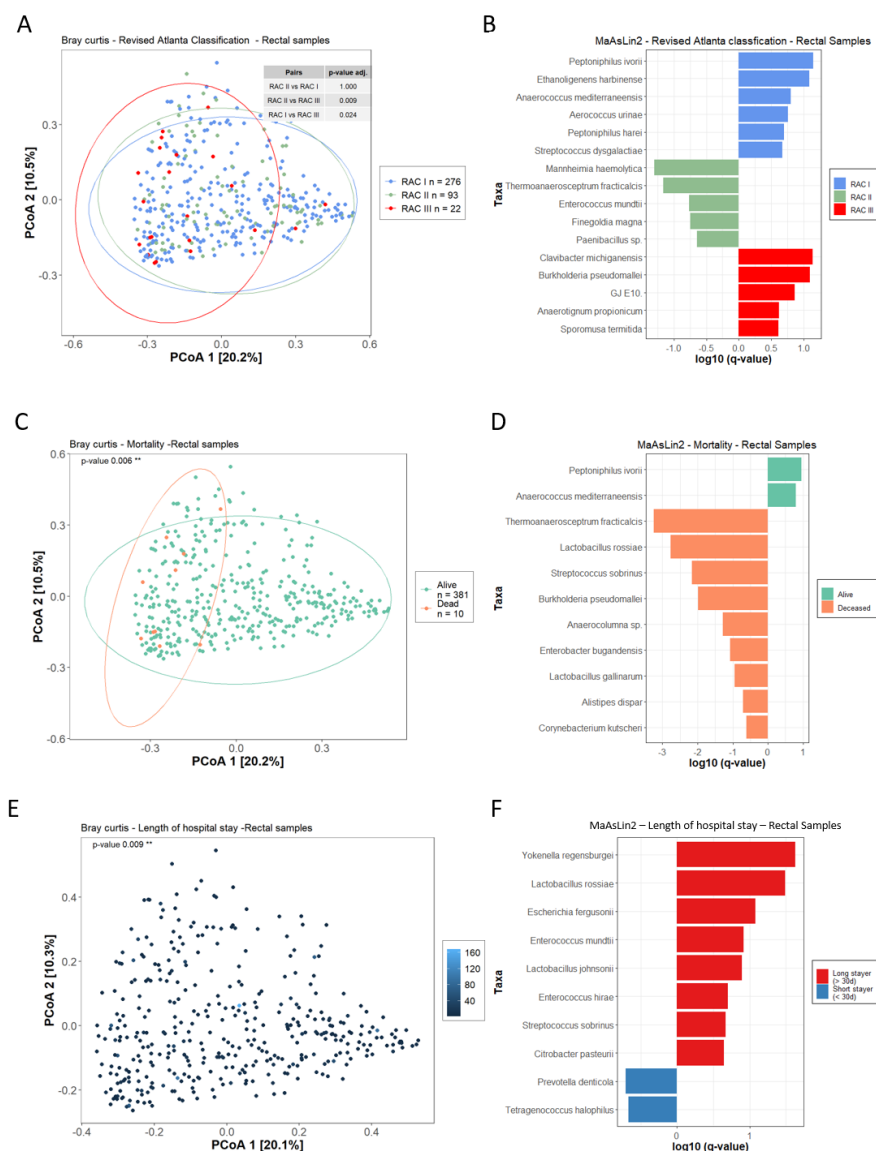 A
Bray curtis - Revised Atlanta Classification - Rectal samples
Pairs p-value adj.
RAC II vs RAC I 1.000
RAC II vs RAC III 0.009
RAC I vs RAC III 0.024
PCoA 2 [10.5%]
0.3
0.0
-0.3
-0.6 -0.3 0.0 0.3 0.6
PCoA 1 [20.2%]
RAC I n = 276
RAC II n = 93
RAC III n = 22
B
MaAsLin2 - Revised Atlanta classfication - Rectal Samples
Taxa
Peptoniphilus ivorii
Ethanoligenens harbinense
Anaerococcus mediterraneensis
Aerococcus urinae
Peptoniphilus harei
Streptococcus dysgalactiae
Mannheimia haemolytica
Thermoanaerosceptrum fracticalcis
Enterococcus mundtii
Finegoldia magna
Paenibacillus sp.
Clavibacter michiganensis
Burkholderia pseudomallei
GJ E10.
Anaerotignum propionicum
Sporomusa termitida
-1.0 -0.5 0.0 0.5 1.0
log10 (q-value)
RAC I
RAC II
RAC III
C
Bray curtis - Mortality -Rectal samples
p-value 0.006 **
PCoA 2 [10.5%]
0.6
0.3
0.0
-0.3
-0.6
-0.3 0.0 0.3
PCoA 1 [20.2%]
Alive
n = 381
Dead
n = 10
D
MaAsLin2 - Mortality - Rectal Samples
Taxa
Peptoniphilus ivorii
Anaerococcus mediterraneensis
Thermoanaerosceptrum fracticalcis
Lactobacillus rossiae
Streptococcus sobrinus
Burkholderia pseudomallei
Anaerocolumna sp.
Enterobacter bugandensis
Lactobacillus gallinarum
Alistipes dispar
Corynebacterium kutscheri
-3 -2 -1 0 1
log10 (q-value)
Alive
Deceased
E
Bray curtis - Length of hospital stay -Rectal samples
p-value 0.009 **
PCoA 2 [10.3%]
0.4
0.2
0.0
-0.2
-0.4 -0.2 0.0 0.2 0.4
PCoA 1 [20.1%]
160
120
80
40
F
MaAsLin2 – Length of hospital stay – Rectal Samples
Taxa
Yokenella regensburgei
Lactobacillus rossiae
Escherichia fergusonii
Enterococcus mundtii
Lactobacillus johnsonii
Enterococcus hirae
Streptococcus sobrinus
Citrobacter pasteurii
Prevotella denticola
Tetragenococcus halophilus
0 1
log10 (q-value)
Long stayer
(> 30d)
Short stayer
(< 30d)